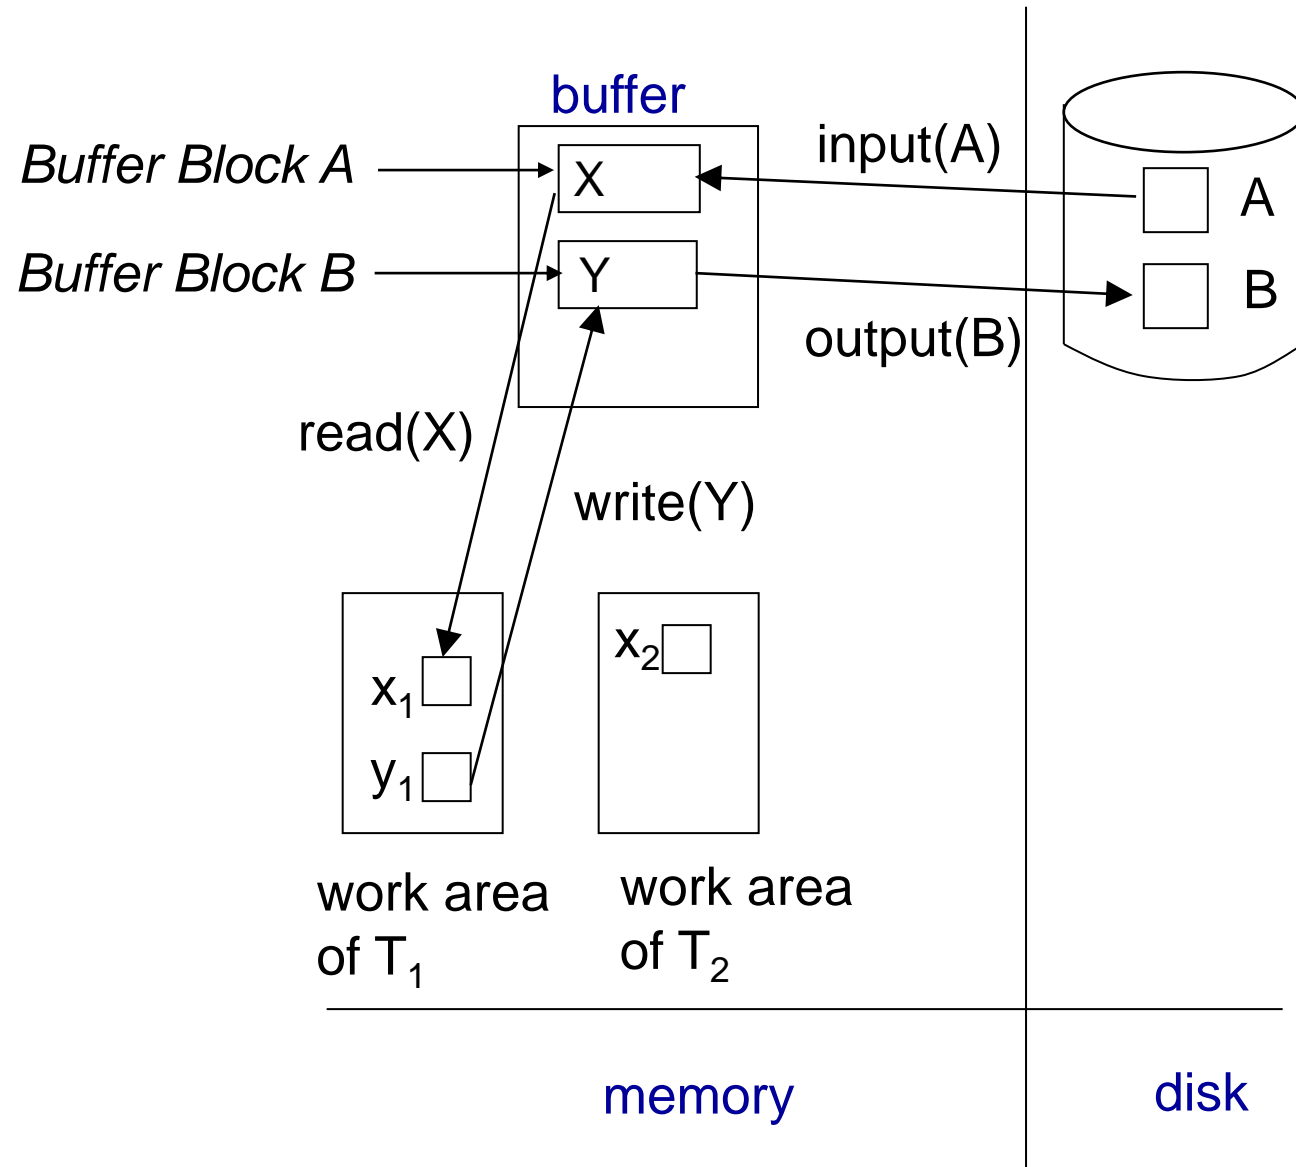 buffer
Buffer Block A
X
input(A)
A
Buffer Block B
Y
B
output(B)
read(X)
write(Y)
x₂
x₁
y₁
work area
of T₁
work area
of T₂
memory
disk